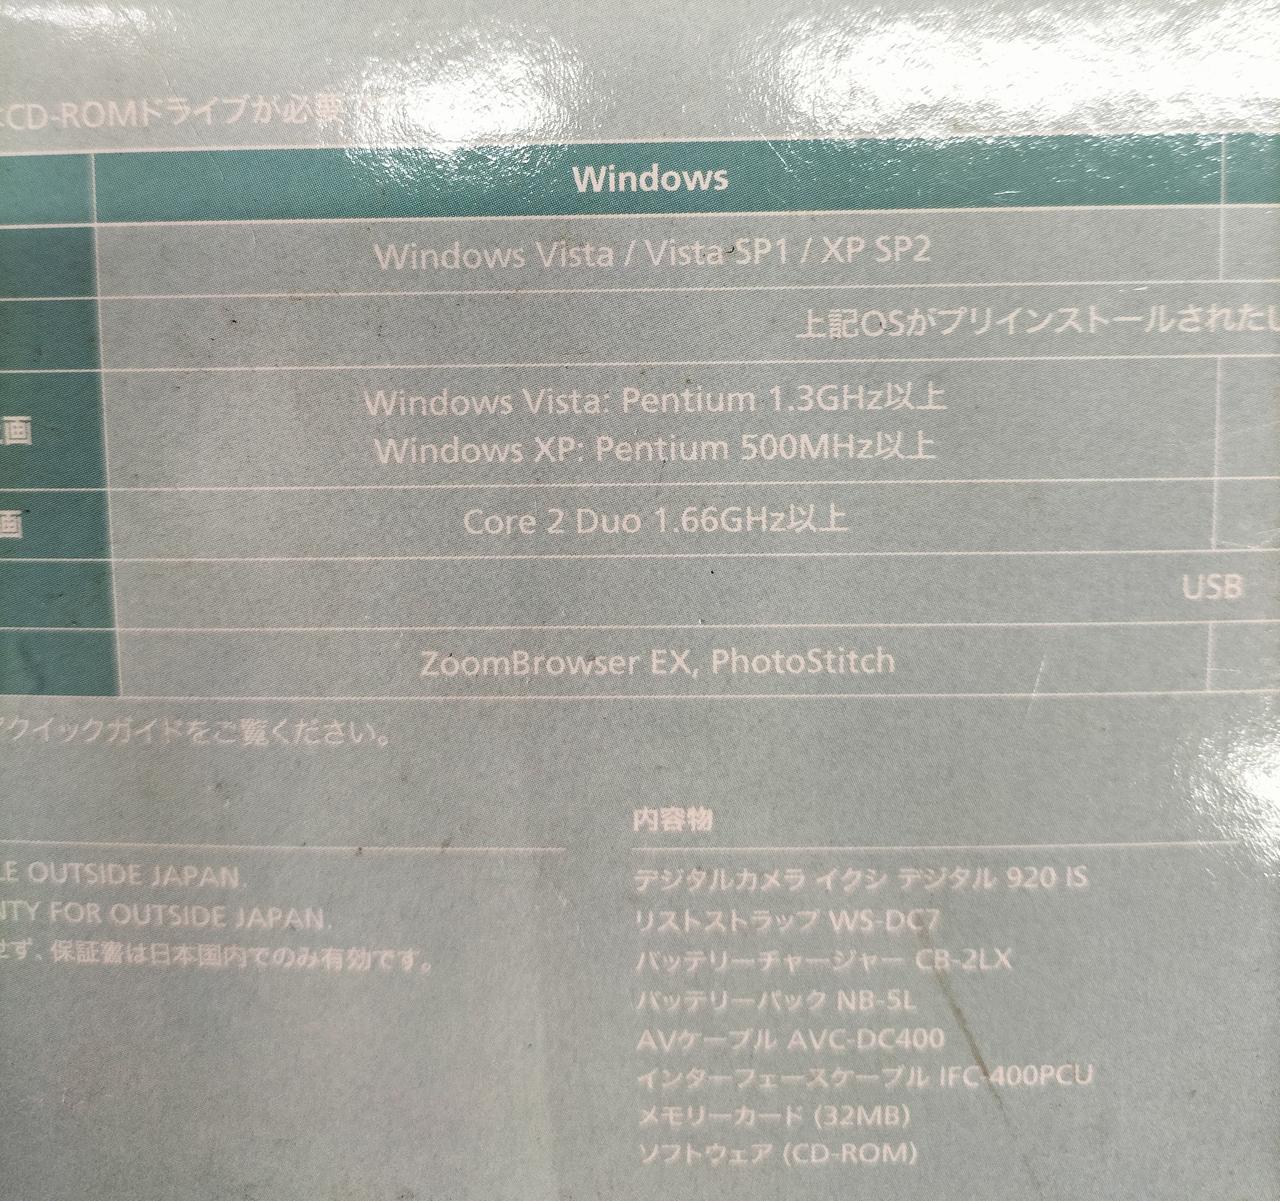 CD-ROMドライブが必要
Windows
Windows Vista / Vista SP1 / XP SP2
上記OSがプリインストールされた
Windows Vista: Pentium 1.3GHz以上
画
Windows XP: Pentium 500MHz以上
画
Core 2 Duo 1.66GHz以上
USB
ZoomBrowser EX, PhotoStitch
クイックガイドをご覧ください。
内容物
LE OUTSIDE JAPAN.
デジタルカメラ イクシ デジタル 920 IS
NTY FOR OUTSIDE JAPAN.
リストストラップ WS-DC7
せず、保証書は日本国内でのみ有効です。
バッテリーチャージャー CB-2LX
バッテリーパック NB-5L
AVケーブル AVC-DC400
インターフェースケーブル IFC-400PCU
メモリーカード (32MB)
ソフトウェア (CD-ROM)